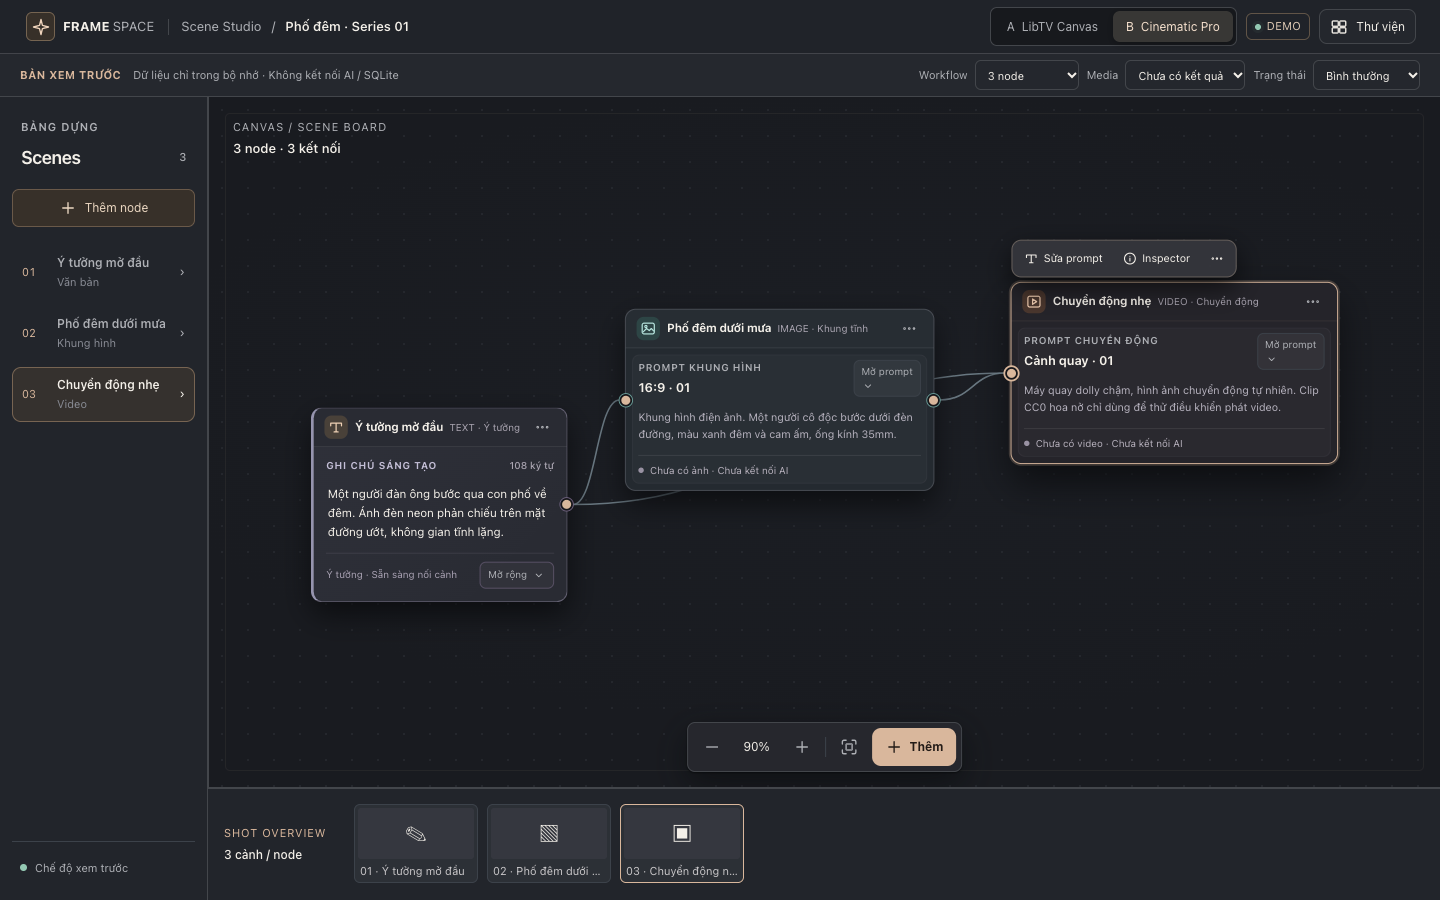 FRAME SPACE
Scene Studio / Phố đêm · Series 01
A LibTV Canvas
B Cinematic Pro
DEMO
Thư viện
BẢN XEM TRƯỚC
Dữ liệu chỉ trong bộ nhớ · Không kết nối AI / SQLite
Workflow
3 node
Media
Chưa có kết quả
Trạng thái
Bình thường
BẢNG DỰNG
Scenes
3
Thêm node
01
Ý tưởng mở đầu
Văn bản
›
02
Phố đêm dưới mưa
Khung hình
›
03
Chuyển động nhẹ
Video
›
Chế độ xem trước
CANVAS / SCENE BOARD
3 node · 3 kết nối
Ý tưởng mở đầu
TEXT · Ý tưởng
GHI CHÚ SÁNG TẠO
108 ký tự
Một người đàn ông bước qua con phố về
đêm. Ánh đèn neon phản chiếu trên mặt
đường ướt, không gian tĩnh lặng.
Ý tưởng · Sẵn sàng nối cảnh
Mở rộng
Phố đêm dưới mưa
IMAGE · Khung tĩnh
PROMPT KHUNG HÌNH
16:9 · 01
Mở prompt
Khung hình điện ảnh. Một người cô độc bước dưới đèn
đường, màu xanh đêm và cam ấm, ống kính 35mm.
Chưa có ảnh · Chưa kết nối AI
Sửa prompt
Inspector
Chuyển động nhẹ
VIDEO · Chuyển động
PROMPT CHUYỂN ĐỘNG
Cảnh quay · 01
Mở prompt
Máy quay dolly chậm, hình ảnh chuyển động tự nhiên. Clip
CC0 hoa nở chỉ dùng để thử điều khiển phát video.
Chưa có video · Chưa kết nối AI
90%
Thêm
SHOT OVERVIEW
3 cảnh / node
01 · Ý tưởng mở đầu
02 · Phố đêm dưới ...
03 · Chuyển động n...